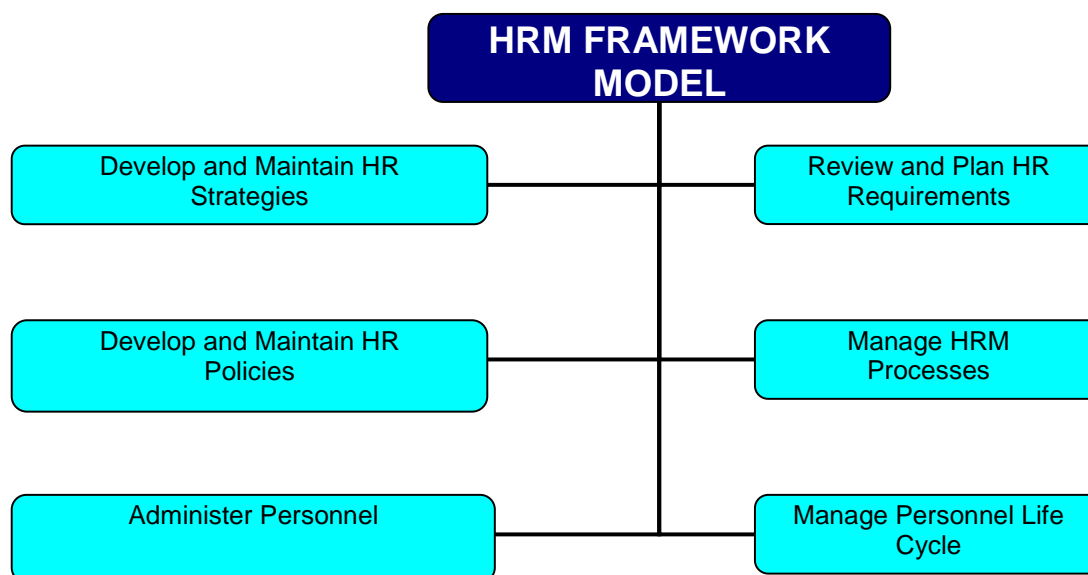 HRM FRAMEWORK
MODEL
Develop and Maintain HR
Strategies
Review and Plan HR
Requirements
Develop and Maintain HR
Policies
Manage HRM
Processes
Administer Personnel
Manage Personnel Life
Cycle